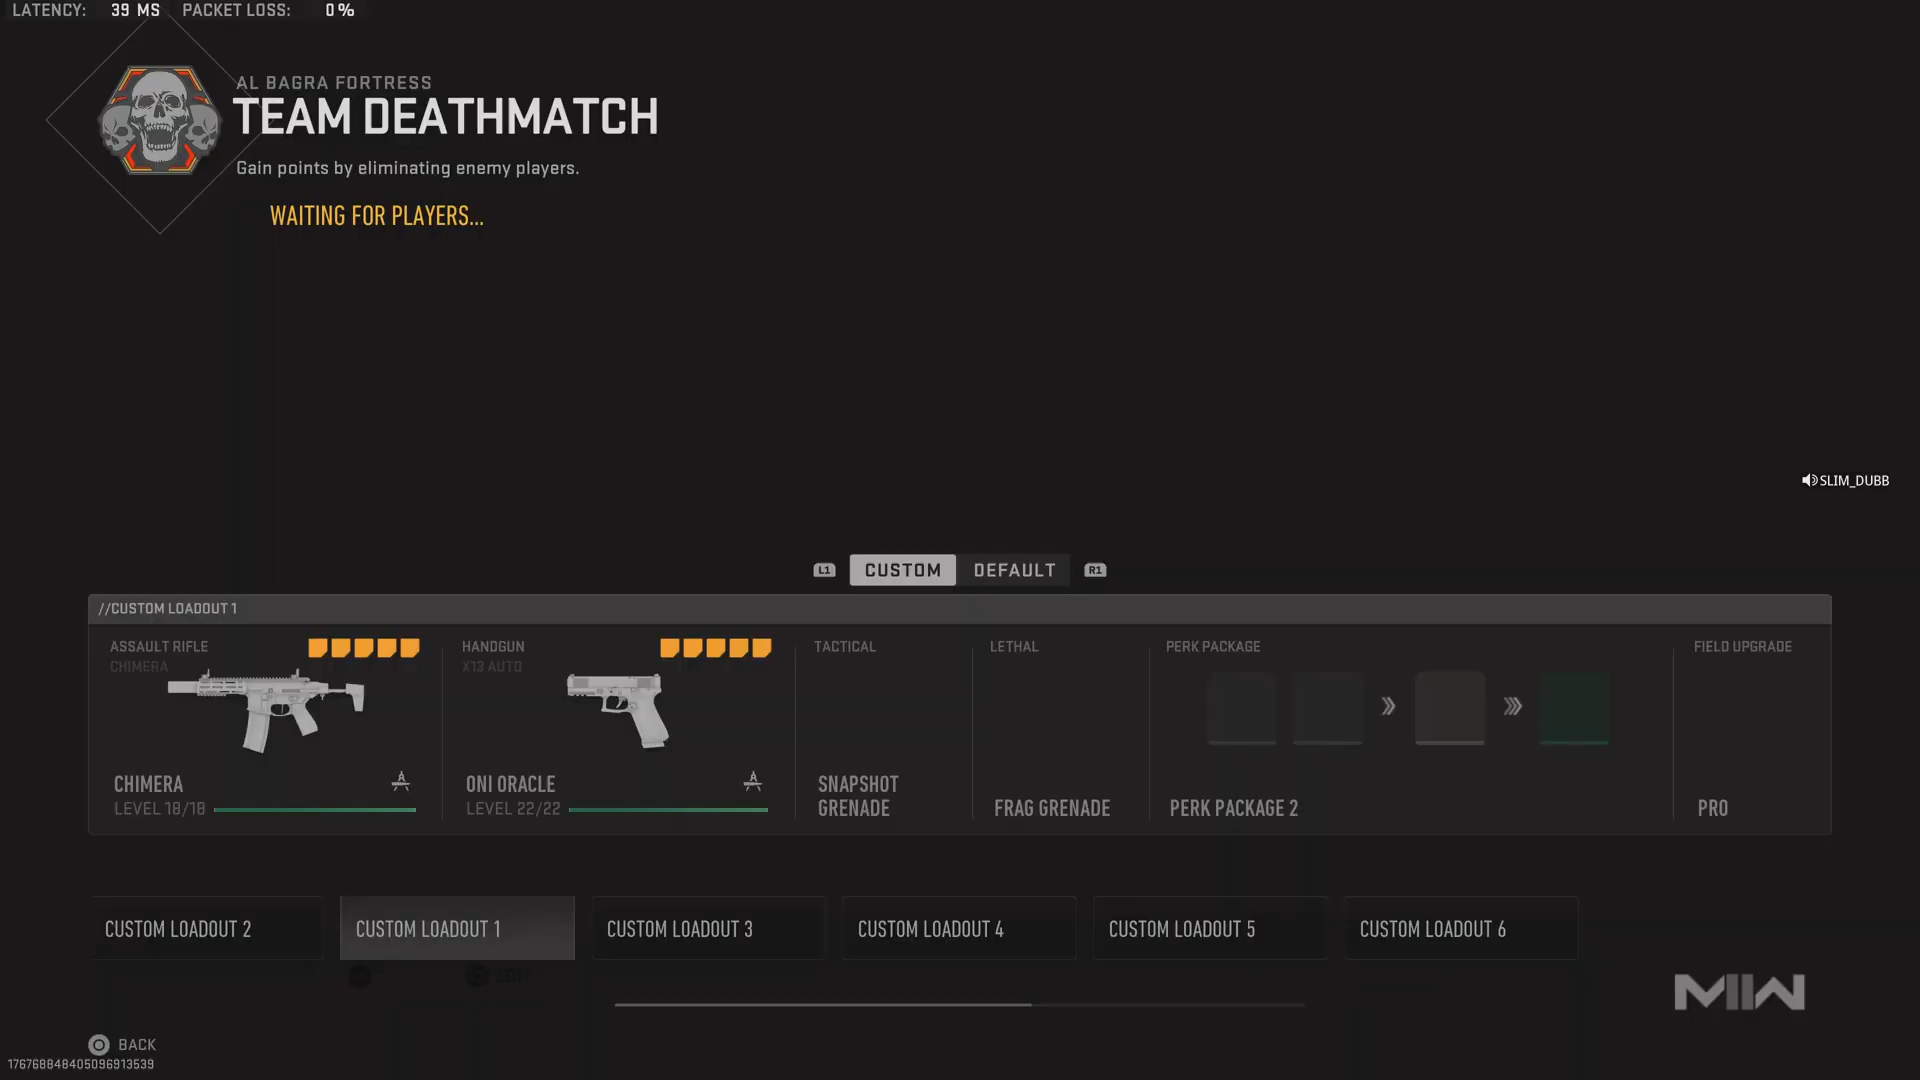 LATENCY: 39 MS PACKET LOSS: 0%
AL BAGRA FORTRESS
TEAM DEATHMATCH
Gain points by eliminating enemy players.
WAITING FOR PLAYERS...
SLIM_DUBB
L1 CUSTOM DEFAULT R1
//CUSTOM LOADOUT 1
ASSAULT RIFLE
CHIMERA
CHIMERA
LEVEL 18/18
HANDGUN
X13 AUTO
ONI ORACLE
LEVEL 22/22
TACTICAL
SNAPSHOT
GRENADE
LETHAL
FRAG GRENADE
PERK PACKAGE
PERK PACKAGE 2
FIELD UPGRADE
PRO
CUSTOM LOADOUT 2
CUSTOM LOADOUT 1
CUSTOM LOADOUT 3
CUSTOM LOADOUT 4
CUSTOM LOADOUT 5
CUSTOM LOADOUT 6
EDIT
MIIW
BACK
17676884840509691353​9